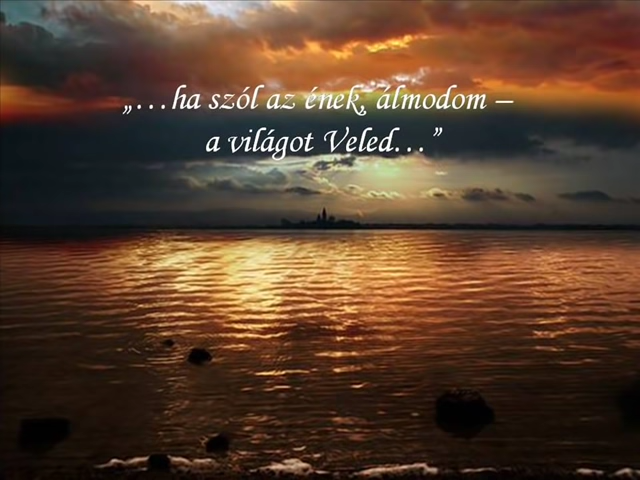 „…ha szól az ének, álmodom –
a világot Veled…”